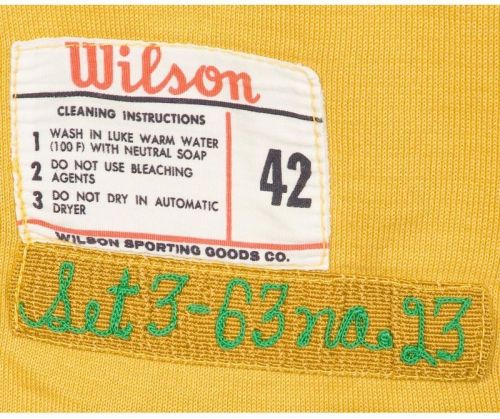 Wilson
CLEANING INSTRUCTIONS
1 WASH IN LUKE WARM WATER
(100 F) WITH NEUTRAL SOAP
2 DO NOT USE BLEACHING
AGENTS
3 DO NOT DRY IN AUTOMATIC
DRYER
42
WILSON SPORTING GOODS CO.
Set 3-63 no. 23